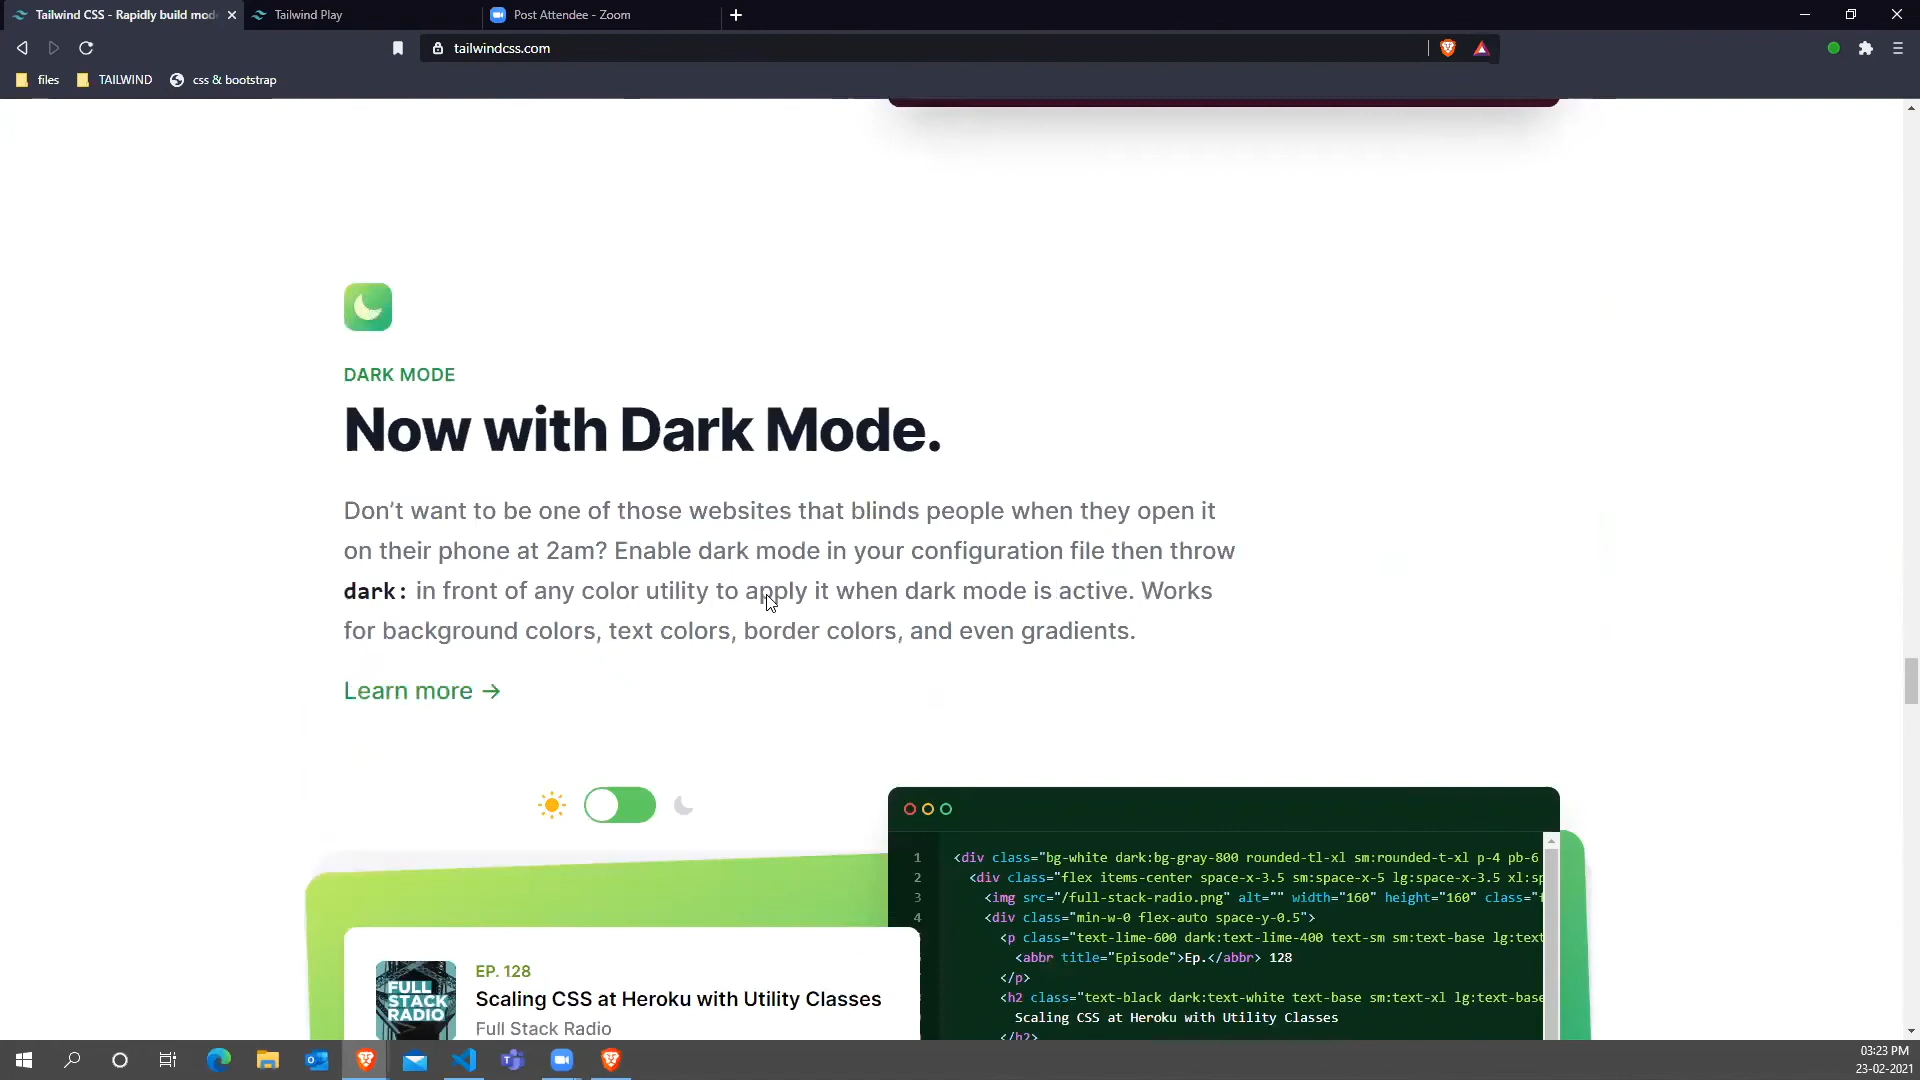 Tailwind CSS - Rapidly build mod
Tailwind Play
Post Attendee - Zoom
tailwindcss.com
files
TAILWIND
css & bootstrap
DARK MODE
Now with Dark Mode.
Don't want to be one of those websites that blinds people when they open it
on their phone at 2am? Enable dark mode in your configuration file then throw
dark: in front of any color utility to apply it when dark mode is active. Works
for background colors, text colors, border colors, and even gradients.
Learn more →
EP. 128
Scaling CSS at Heroku with Utility Classes
Full Stack Radio
FULL
STACK
RADIO
1 <div class="bg-white dark:bg-gray-800 rounded-tl-xl sm:rounded-t-xl p-4 pb-6
2 <div class="flex items-center space-x-3.5 sm:space-x-5 lg:space-x-3.5 xl:sp
3 <img src="/full-stack-radio.png" alt="" width="160" height="160" class="f
4 <div class="min-w-0 flex-auto space-y-0.5">
<p class="text-lime-600 dark:text-lime-400 text-sm sm:text-base lg:text
<abbr title="Episode">Ep.</abbr> 128
</p>
<h2 class="text-black dark:text-white text-base sm:text-xl lg:text-base
Scaling CSS at Heroku with Utility Classes
</h2>
03:23 PM
23-02-2021